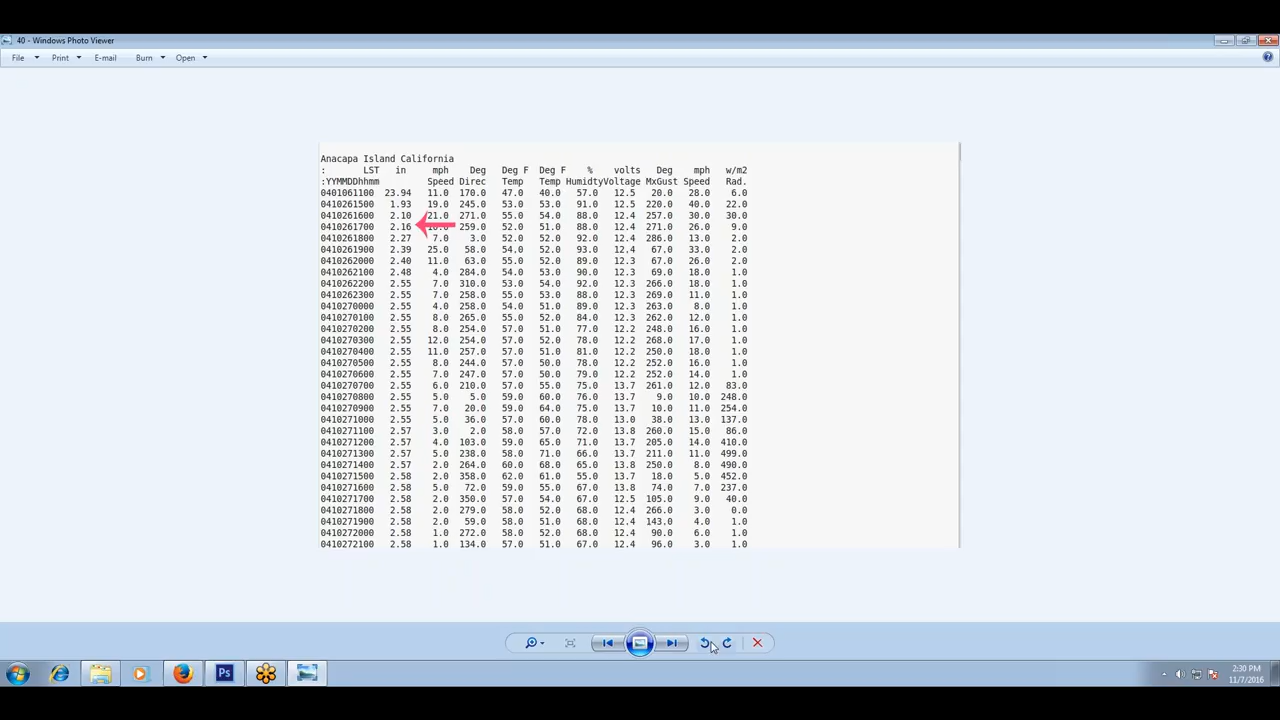 40 - Windows Photo Viewer
File Print E-mail Burn Open
Anacapa Island California
: LST in mph Deg Deg F Deg F % volts Deg mph w/m2
:YYMMDDhhmm Speed Direc Temp Temp HumidtyVoltage MxGust Speed Rad.
0401061100 23.94 11.0 170.0 47.0 40.0 57.0 12.5 20.0 28.0 6.0
0410261500 1.93 19.0 245.0 53.0 53.0 91.0 12.5 220.0 40.0 22.0
0410261600 2.10 21.0 271.0 55.0 54.0 88.0 12.4 257.0 30.0 30.0
0410261700 2.16 259.0 52.0 51.0 88.0 12.4 271.0 26.0 9.0
0410261800 2.27 7.0 3.0 52.0 52.0 92.0 12.4 286.0 13.0 2.0
0410261900 2.39 25.0 58.0 54.0 52.0 93.0 12.4 67.0 33.0 2.0
0410262000 2.40 11.0 63.0 55.0 52.0 89.0 12.3 67.0 26.0 2.0
0410262100 2.48 4.0 284.0 54.0 53.0 90.0 12.3 69.0 18.0 1.0
0410262200 2.55 7.0 310.0 53.0 54.0 92.0 12.3 266.0 18.0 1.0
0410262300 2.55 7.0 258.0 55.0 53.0 88.0 12.3 269.0 11.0 1.0
0410270000 2.55 4.0 258.0 54.0 51.0 89.0 12.3 263.0 8.0 1.0
0410270100 2.55 8.0 265.0 55.0 52.0 84.0 12.3 262.0 12.0 1.0
0410270200 2.55 8.0 254.0 57.0 51.0 77.0 12.2 248.0 16.0 1.0
0410270300 2.55 12.0 254.0 57.0 52.0 78.0 12.2 268.0 17.0 1.0
0410270400 2.55 11.0 257.0 57.0 51.0 81.0 12.2 250.0 18.0 1.0
0410270500 2.55 8.0 244.0 57.0 50.0 78.0 12.2 252.0 16.0 1.0
0410270600 2.55 7.0 247.0 57.0 50.0 79.0 12.2 252.0 14.0 1.0
0410270700 2.55 6.0 210.0 57.0 55.0 75.0 13.7 261.0 12.0 83.0
0410270800 2.55 5.0 5.0 59.0 60.0 76.0 13.7 9.0 10.0 248.0
0410270900 2.55 7.0 20.0 59.0 64.0 75.0 13.7 10.0 11.0 254.0
0410271000 2.55 5.0 36.0 57.0 60.0 78.0 13.0 38.0 13.0 137.0
0410271100 2.57 3.0 2.0 58.0 57.0 72.0 13.8 260.0 15.0 86.0
0410271200 2.57 4.0 103.0 59.0 65.0 71.0 13.7 205.0 14.0 410.0
0410271300 2.57 5.0 238.0 58.0 71.0 66.0 13.7 211.0 11.0 499.0
0410271400 2.57 2.0 264.0 60.0 68.0 65.0 13.8 250.0 8.0 490.0
0410271500 2.58 2.0 358.0 62.0 61.0 55.0 13.7 18.0 5.0 452.0
0410271600 2.58 5.0 72.0 59.0 55.0 67.0 13.8 74.0 7.0 237.0
0410271700 2.58 2.0 350.0 57.0 54.0 67.0 12.5 105.0 9.0 40.0
0410271800 2.58 2.0 279.0 58.0 52.0 68.0 12.4 266.0 3.0 0.0
0410271900 2.58 2.0 59.0 58.0 51.0 68.0 12.4 143.0 4.0 1.0
0410272000 2.58 1.0 272.0 58.0 52.0 68.0 12.4 90.0 6.0 1.0
0410272100 2.58 1.0 134.0 57.0 51.0 67.0 12.4 96.0 3.0 1.0
Ps
2:30 PM
11/7/2016